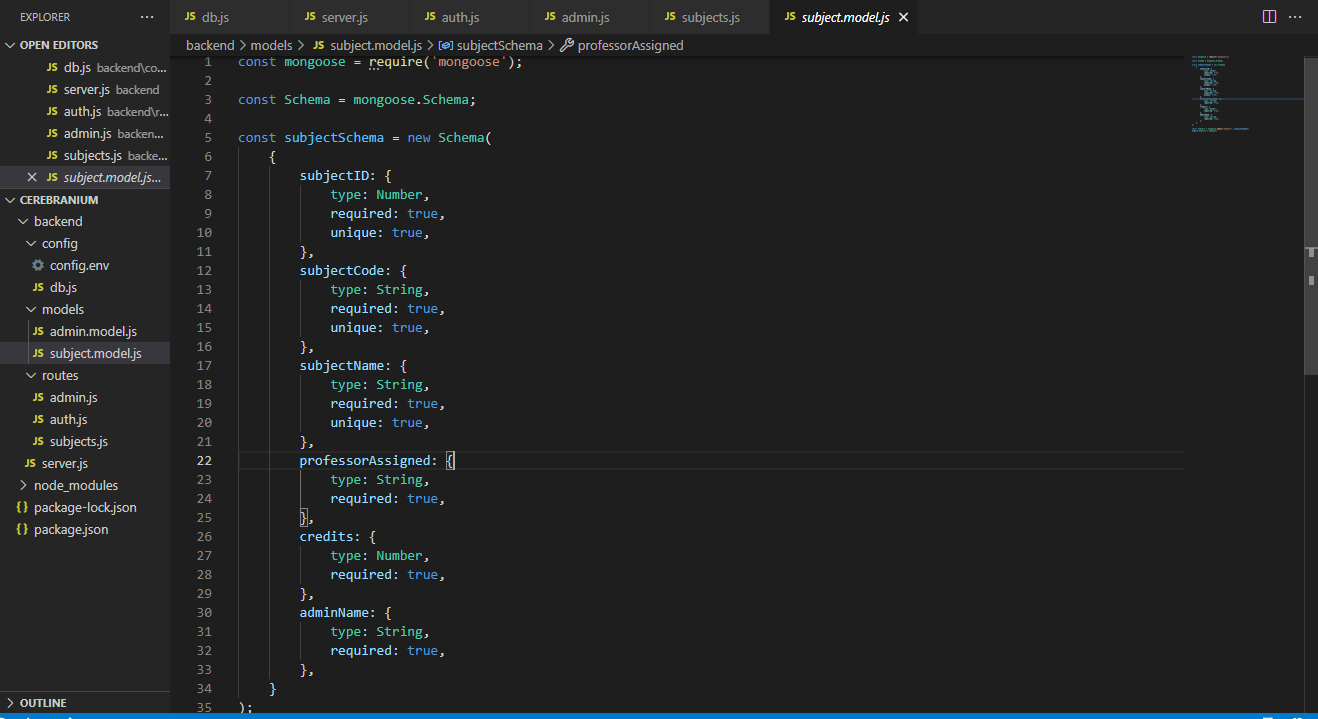 EXPLORER
OPEN EDITORS
JS db.js backend\co...
JS server.js backend
JS auth.js backend\r...
JS admin.js backen...
JS subjects.js backe...
JS subject.model.js...
CEREBRANIUM
backend
config
config.env
JS db.js
models
JS admin.model.js
JS subject.model.js
routes
JS admin.js
JS auth.js
JS subjects.js
JS server.js
node_modules
{} package-lock.json
{} package.json
OUTLINE
JS db.js JS server.js JS auth.js JS admin.js JS subjects.js JS subject.model.js
backend > models > JS subject.model.js > subjectSchema > professorAssigned
1 const mongoose = require('mongoose');
2
3 const Schema = mongoose.Schema;
4
5 const subjectSchema = new Schema(
6 {
7 subjectID: {
8 type: Number,
9 required: true,
10 unique: true,
11 },
12 subjectCode: {
13 type: String,
14 required: true,
15 unique: true,
16 },
17 subjectName: {
18 type: String,
19 required: true,
20 unique: true,
21 },
22 professorAssigned: {
23 type: String,
24 required: true,
25 },
26 credits: {
27 type: Number,
28 required: true,
29 },
30 adminName: {
31 type: String,
32 required: true,
33 },
34 }
35 );